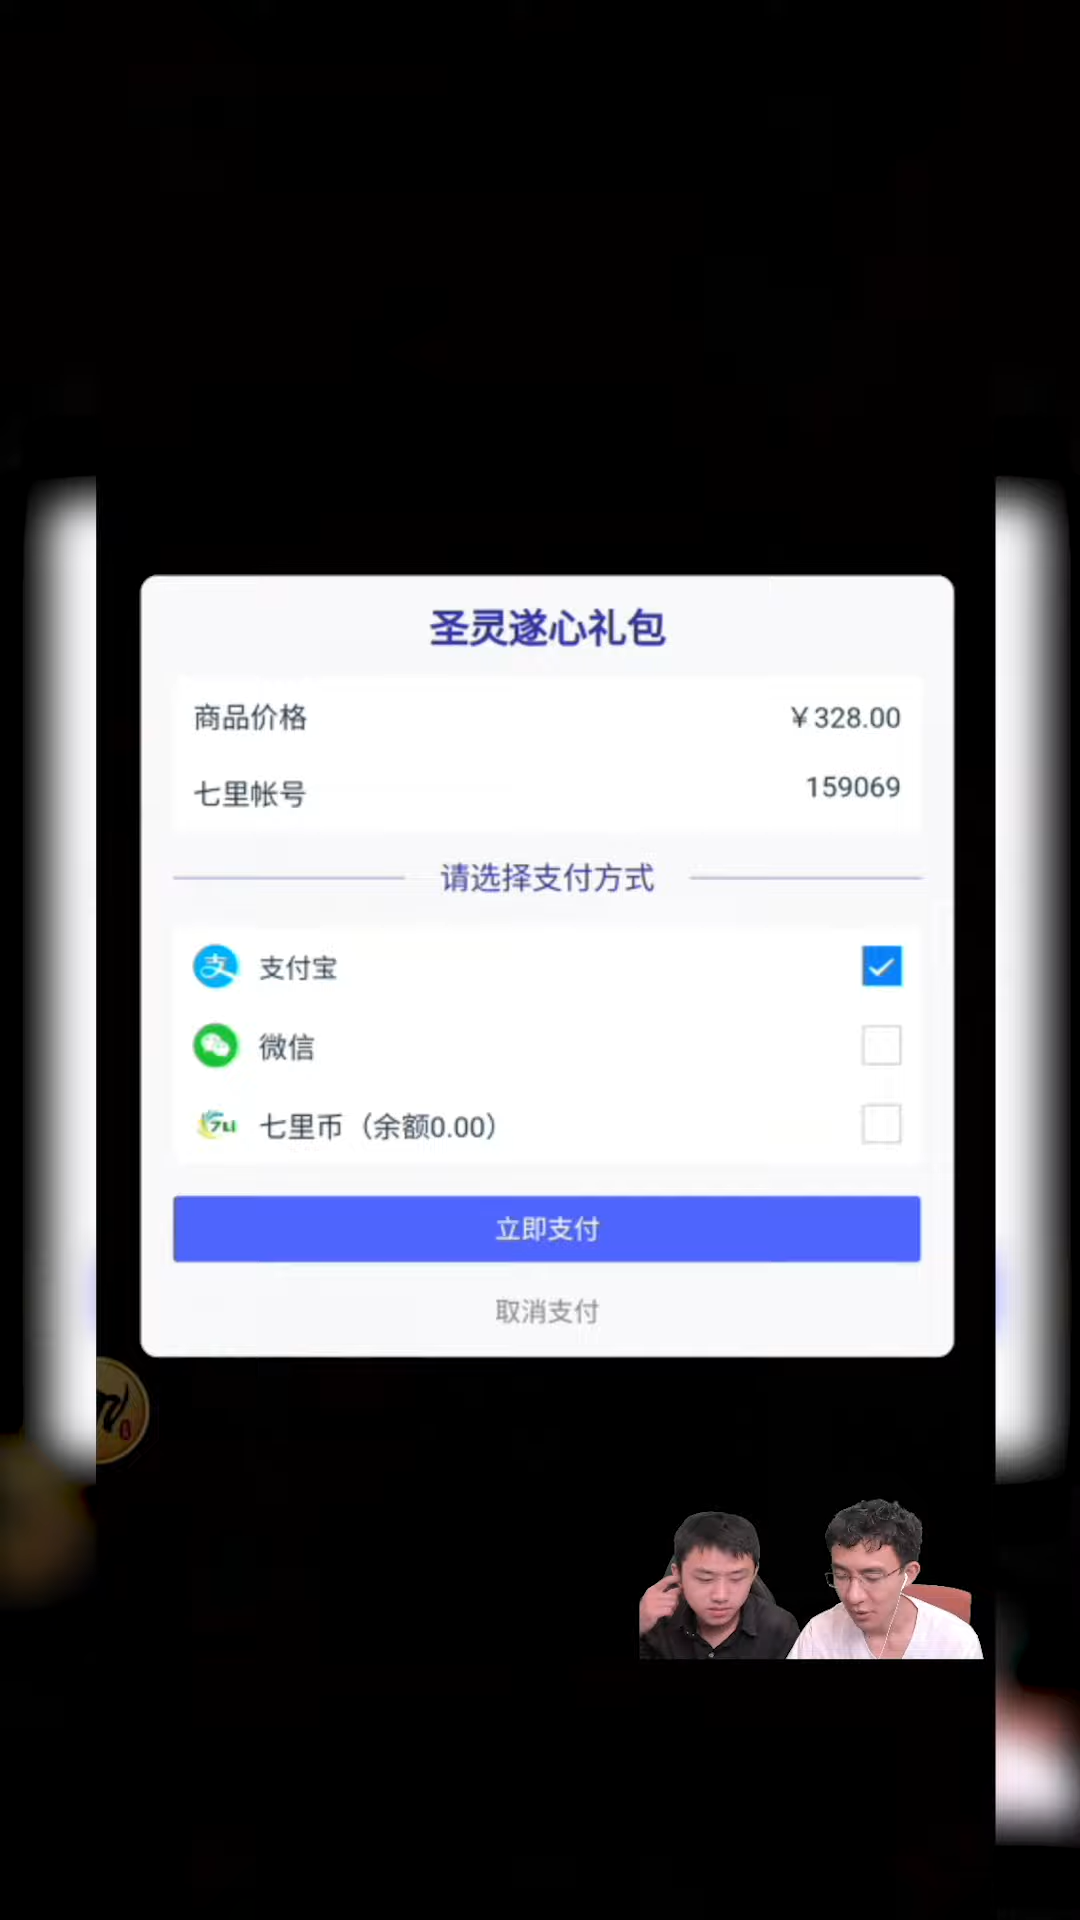 圣灵遂心礼包
商品价格 ￥328.00
七里帐号 159069
请选择支付方式
支付宝
微信
七里币（余额0.00）
立即支付
取消支付